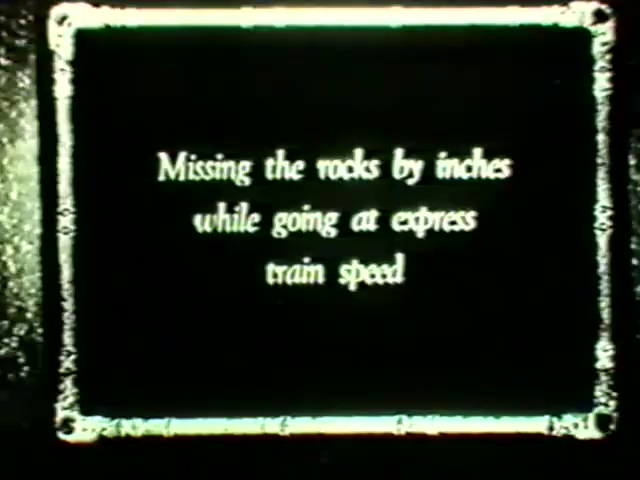 Missing the rocks by inches
while going at express
train speed